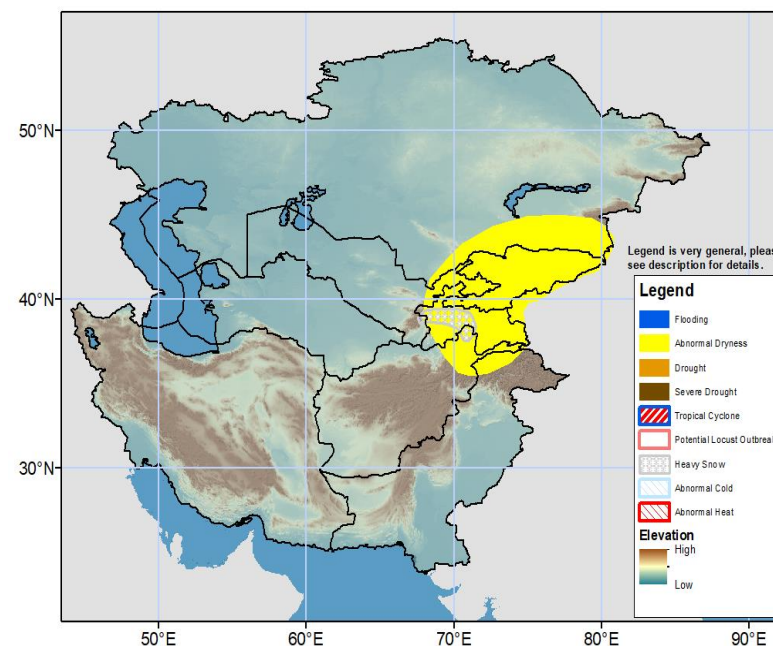 50°N
40°N
30°N
50°E
60°E
70°E
80°E
90°E
Legend is very general, pleas
see description for details.
Legend
Flooding
Abnormal Dryness
Drought
Severe Drought
Tropical Cyclone
Potential Locust Outbreak
Heavy Snow
Abnormal Cold
Abnormal Heat
Elevation
High
Low